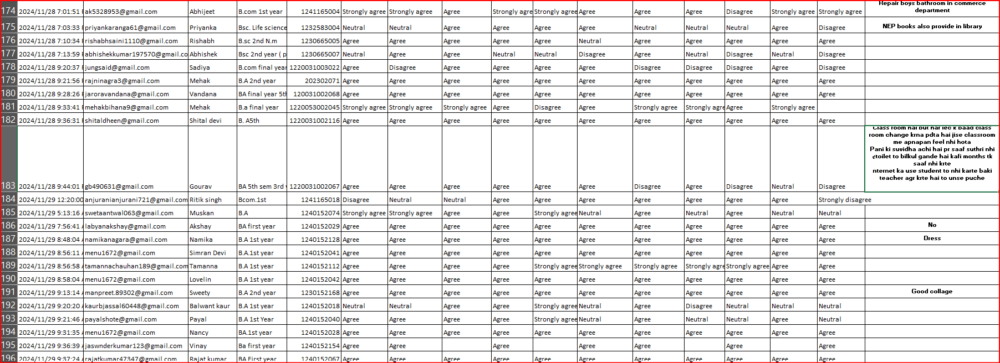 Repair boys bathroom in commerce
174 2024/11/28 7:01:51 ak5328953@gmail.com Abhijeet B.com 1st year 1241165004 Strongly agree Strongly agree Agree Strongly agre Strongly agree Agree Agree Agree Disagree Strongly agree Strongly agree department
175 2024/11/28 7:03:33 priyankaranga61@gmail.com Priyanka Bsc. Life science 1232583004 Neutral Neutral Agree Agree Agree Agree Neutral Neutral Neutral Agree Disagree NEP books also provide in library
176 2024/11/28 7:10:34 rishabhsaini1110@gmail.com Rishabh B.sc 2nd N.m 1230665005 Agree Agree Agree Agree Agree Neutral Agree Agree Agree Agree Agree
177 2024/11/28 7:13:59 abhishekkumar197570@gmail.co Abhishek Bsc 2nd year ( p 1230665007 Neutral Agree Agree Neutral Neutral Disagree Agree Neutral Disagree Neutral Disagree
178 2024/11/28 9:20:37 jungsaid@gmail.com Sadiya B.com final year 1220031003022 Agree Disagree Agree Agree Agree Agree Disagree Disagree Disagree Agree Disagree
179 2024/11/28 9:21:56 rajninagra3@gmail.com Mehak B.A 2nd year 202302071 Agree Agree Agree Agree Agree Agree Agree Agree Agree Agree Agree
180 2024/11/28 9:28:26 jaroravandana@gmail.com Vandana BA final year 5th 120031002068 Agree Agree Agree Agree Agree Agree Agree Agree Agree Agree Agree
181 2024/11/28 9:33:41 mehakbihana9@gmail.com Mehak B.a final year 1220053002045 Strongly agree Strongly agree Strongly agree Agree Disagree Agree Strongly agree Strongly agre Agree Strongly agree
182 2024/11/28 9:36:31 shitaldheen@gmail.com Shital devi B. A5th 1220031002116 Agree Agree Agree Agree Agree Agree Agree Agree Agree Agree Agree
Class room hai but har lec k baad class
room change krna pdta hai jise classroom
me apnapan feel nhi hota
Pani ki suvidha achi hai pr saaf suthri nhi
ctoilet to bilkul gande hai kafi months tk
saaf nhi krte
nternet ka use student to nhi karte baki
teacher agr krte hai to unse puche
183 2024/11/28 9:44:01 gb490631@gmail.com Gourav BA 5th sem 3rd 1220031002067 Agree Agree Agree Agree Agree Agree Disagree Agree Disagree Neutral Disagree
184 2024/11/29 12:20:00 anjuranianjurani721@gmail.com Ritik singh Bcom.1st 1241165018 Disagree Neutral Neutral Agree Agree Agree Agree Agree Agree Agree Strongly disagree
185 2024/11/29 5:13:16 swetaantwal063@gmail.com Muskan B.A 1240152074 Strongly agree Strongly agree Agree Agree Strongly agree Neutral Agree Neutral Agree Neutral Neutral
186 2024/11/29 7:56:41 labyanakshay@gmail.com Akshay BA first year 1240152029 Agree Agree Agree Agree Agree Agree Agree Agree Agree Agree Agree No
187 2024/11/29 8:48:04 namikanagara@gmail.com Namika B.A 1st year 1240152128 Agree Agree Agree Agree Agree Agree Agree Agree Agree Agree Agree Dress
188 2024/11/29 8:56:11 menu1672@gmail.com Simran Devi B.A.1st year 1240152041 Agree Agree Agree Agree Agree Agree Agree Agree Agree Agree Agree
189 2024/11/29 8:56:58 tamannachauhan189@gmail.com Tamanna B.A 1st year 1240152112 Agree Agree Agree Agree Strongly agree Strongly agree Strongly agree Strongly agre Strongly agree Agree Agree
190 2024/11/29 8:58:04 menu1672@gmail.com Lovelin B.A 1st year 1240152042 Agree Agree Agree Agree Agree Agree Agree Agree Agree Agree Agree
191 2024/11/29 9:13:14 manpreet.89302@gmail.com Sweety B.A 2nd year 1230152168 Agree Agree Agree Agree Agree Agree Agree Agree Agree Agree Agree Good collage
192 2024/11/29 9:20:20 kaurbjassal60448@gmail.com Balwant kaur B.A 1st year 1240152018 Neutral Neutral Agree Agree Strongly agree Neutral Agree Disagree Neutral Neutral Neutral
193 2024/11/29 9:21:46 payalshote@gmail.com Payal B.A 1st Year 1240152040 Agree Agree Agree Agree Strongly agree Neutral Agree Neutral Neutral Agree Neutral
194 2024/11/29 9:31:35 menu1672@gmail.com Nancy BA.1st year 1240152028 Agree Agree Agree Agree Agree Agree Agree Agree Agree Agree Agree
195 2024/11/29 9:36:39 jaswnderkumar123@gmail.com Vinay Ba first year 1240152154 Agree Agree Agree Agree Agree Agree Agree
196 2024/11/29 9:37:24 rajatkumar47347@gmail.com Rajat kumar BA First year 1240152067 Agree Agree Agree Agree Agree Agree Agree Agree Agree Agree Agree